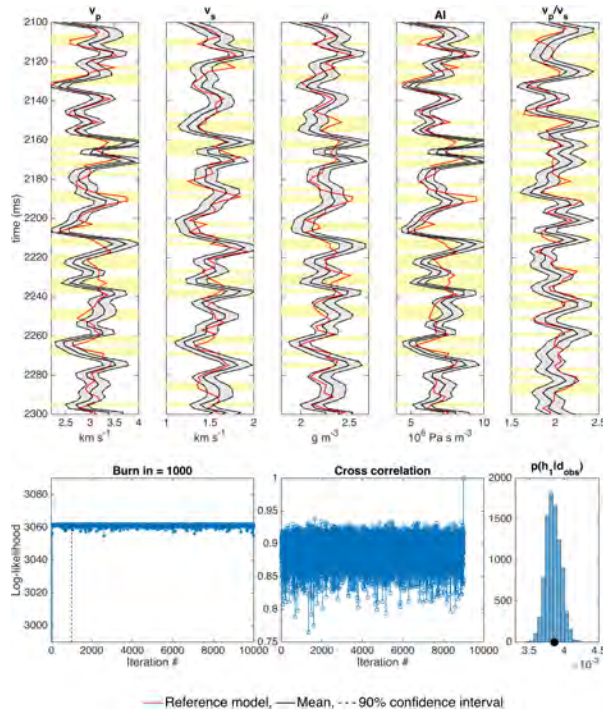 v_p v_s ρ AI v_p/v_s
2100
2120
2140
2160
2180
2200
2220
2240
2260
2280
2300
time (ms)
2.5 3 3.5 4 1 1.5 2 2 2.5 5 10 1.5 2 2.5
km s⁻¹ km s⁻¹ g m⁻³ 10⁶ Pa s m⁻³
Burn in = 1000 Cross correlation p(h₁|d_obs)
3080
3060
3040
3020
3000
Log-likelihood
0 2000 4000 6000 8000 10000
Iteration #
1
0.95
0.9
0.85
0.8
0.75
0 2000 4000 6000 8000 10000
Iteration #
2000
1500
1000
500
0
3.5 4 4.5
×10⁻³
Reference model, Mean, 90% confidence interval